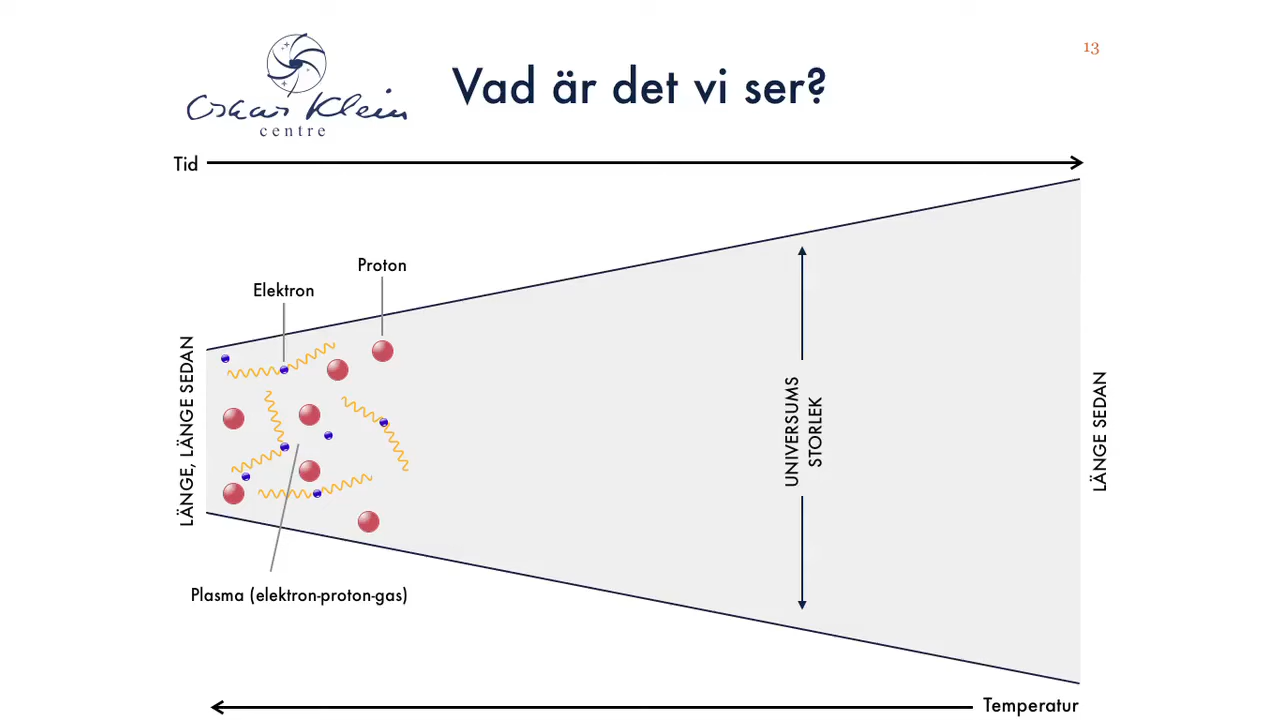 13
Oskar Klein
centre
Vad är det vi ser?
Tid
Proton
Elektron
LÄNGE, LÄNGE SEDAN
UNIVERSUMS
STORLEK
LÄNGE SEDAN
Plasma (elektron-proton-gas)
Temperatur